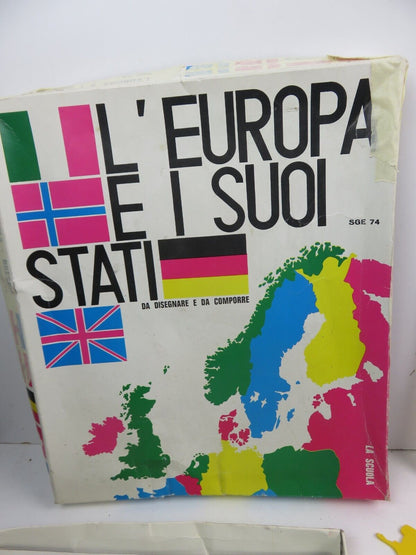 L'EUROPA
E I SUOI
SGE 74
STATI
DA DISEGNARE E DA COMPORRE
LA SCUOLA